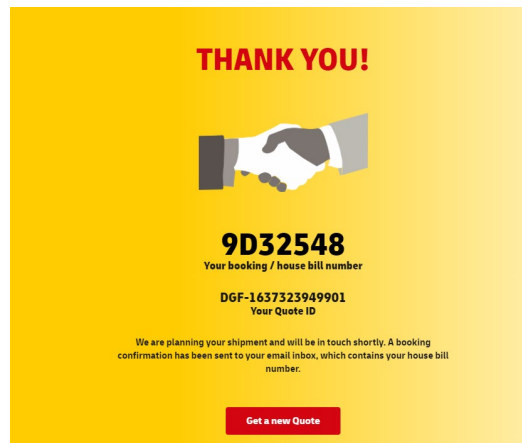 THANK YOU!
9D32548
Your booking / house bill number
DGF-1637323949901
Your Quote ID
We are planning your shipment and will be in touch shortly. A booking
confirmation has been sent to your email inbox, which contains your house bill
number.
Get a new Quote